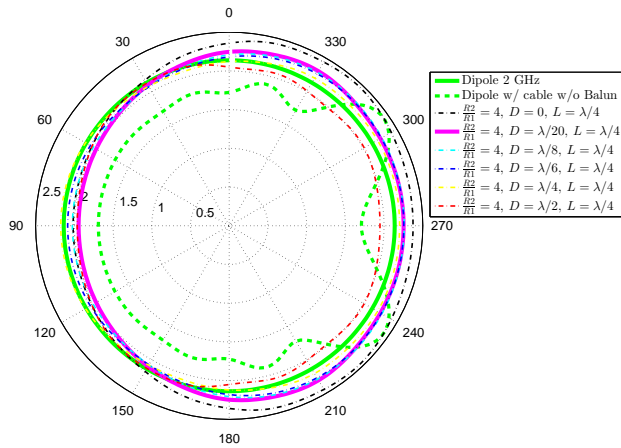 0
30
330
60
300
90
270
120
240
150
210
180
2.5
2
1.5
1
0.5
Dipole 2 GHz
Dipole w/ cable w/o Balun
R2/R1 = 4, D = 0, L = λ/4
R2/R1 = 4, D = λ/20, L = λ/4
R2/R1 = 4, D = λ/8, L = λ/4
R2/R1 = 4, D = λ/6, L = λ/4
R2/R1 = 4, D = λ/4, L = λ/4
R2/R1 = 4, D = λ/2, L = λ/4